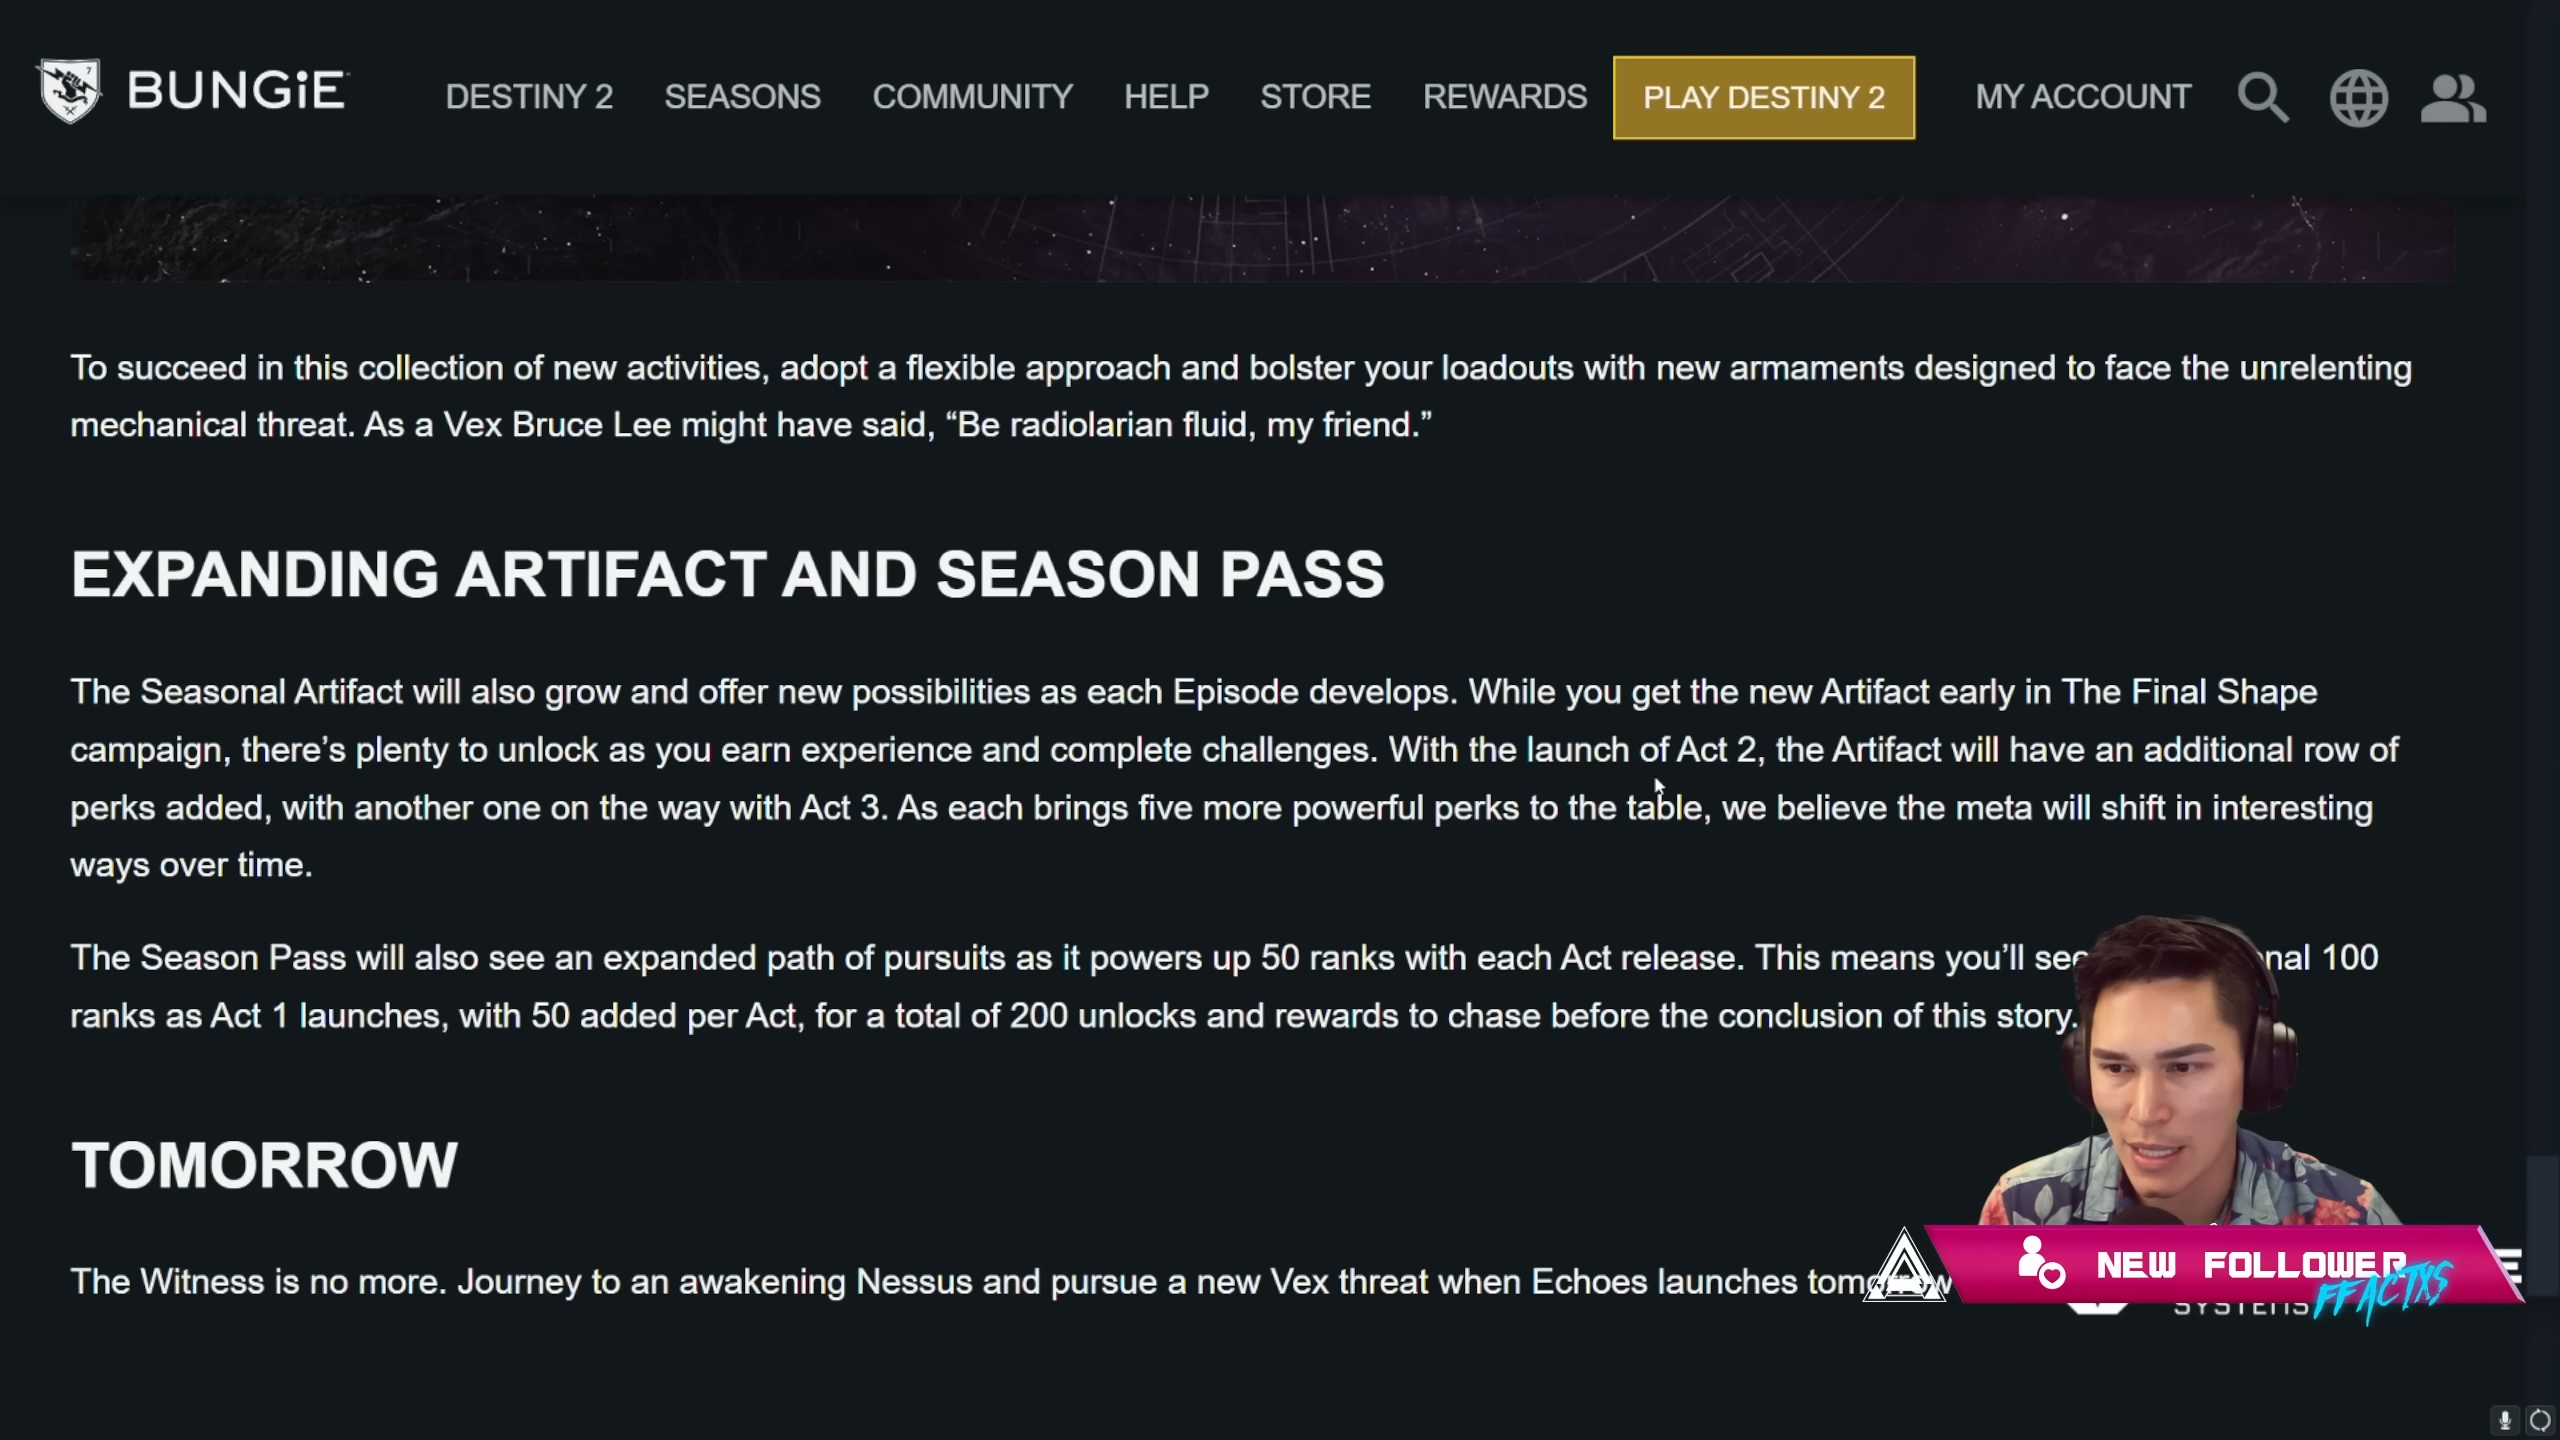 BUNGiE
DESTINY 2 SEASONS COMMUNITY HELP STORE REWARDS PLAY DESTINY 2 MY ACCOUNT
To succeed in this collection of new activities, adopt a flexible approach and bolster your loadouts with new armaments designed to face the unrelenting
mechanical threat. As a Vex Bruce Lee might have said, “Be radiolarian fluid, my friend.”
EXPANDING ARTIFACT AND SEASON PASS
The Seasonal Artifact will also grow and offer new possibilities as each Episode develops. While you get the new Artifact early in The Final Shape
campaign, there’s plenty to unlock as you earn experience and complete challenges. With the launch of Act 2, the Artifact will have an additional row of
perks added, with another one on the way with Act 3. As each brings five more powerful perks to the table, we believe the meta will shift in interesting
ways over time.
The Season Pass will also see an expanded path of pursuits as it powers up 50 ranks with each Act release. This means you’ll see 100
ranks as Act 1 launches, with 50 added per Act, for a total of 200 unlocks and rewards to chase before the conclusion of this story.
TOMORROW
The Witness is no more. Journey to an awakening Nessus and pursue a new Vex threat when Echoes launches tomorrow
NEW FOLLOWER
FFACTXS
SYSTEMS